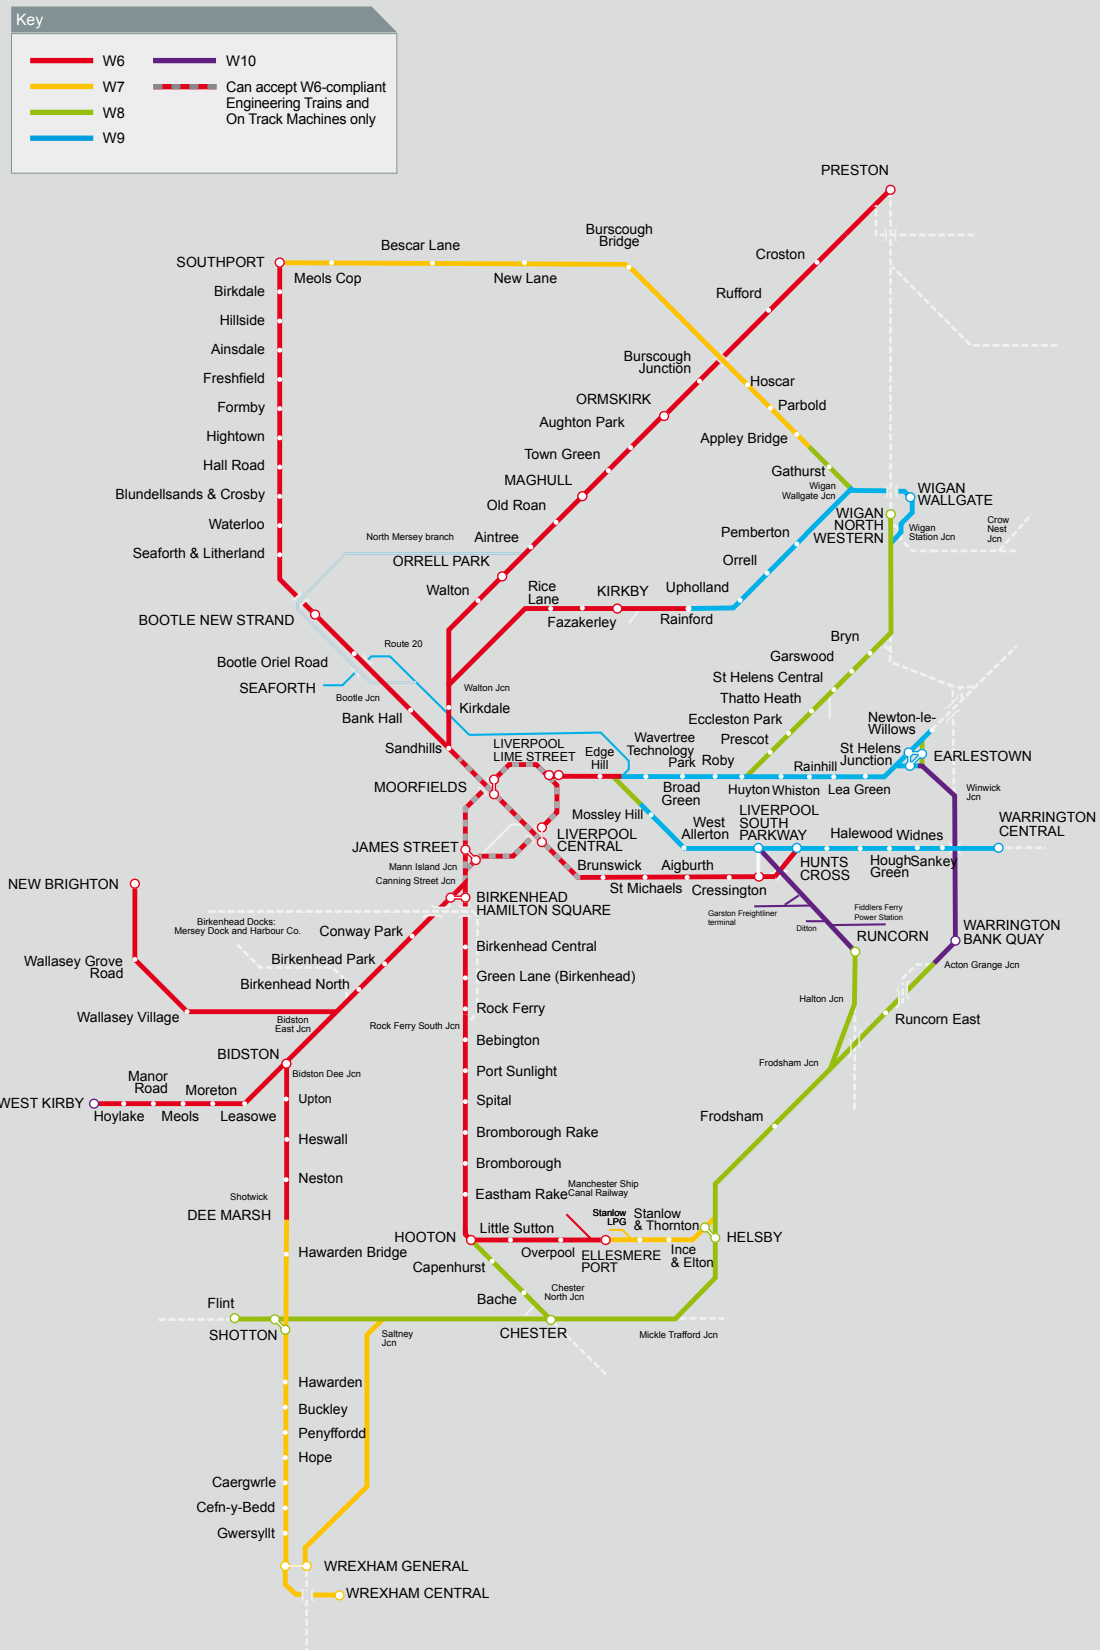 Key
W6
W7
W8
W9
W10
Can accept W6-compliant
Engineering Trains and
On Track Machines only
PRESTON
Croston
Rufford
Burscough
Bridge
Bescar Lane
New Lane
Meols Cop
SOUTHPORT
Birkdale
Hillside
Ainsdale
Freshfield
Formby
Hightown
Hall Road
Blundellsands & Crosby
Waterloo
Seaforth & Litherland
BOOTLE NEW STRAND
Bootle Oriel Road
SEAFORTH
Bootle Jcn
Bank Hall
Sandhills
Route 20
North Mersey branch
Burscough
Junction
ORMSKIRK
Aughton Park
Town Green
MAGHULL
Old Roan
Aintree
ORRELL PARK
Walton
Walton Jcn
Kirkdale
Hoscar
Parbold
Appley Bridge
Gathurst
Wigan
Wallgate Jcn
WIGAN
WALLGATE
WIGAN
NORTH
WESTERN
Wigan
Station Jcn
Crow
Nest
Jcn
Pemberton
Orrell
Upholland
Rainford
KIRKBY
Fazakerley
Rice
Lane
Bryn
Garswood
St Helens Central
Thatto Heath
Eccleston Park
Prescot
Newton-le-
Willows
St Helens
Junction
EARLESTOWN
Winwick
Jcn
LIVERPOOL
LIME STREET
Edge
Hill
Wavertree
Technology
Park
Roby
Broad
Green
Huyton
Whiston
Rainhill
Lea Green
MOORFIELDS
JAMES STREET
LIVERPOOL
CENTRAL
Mossley Hill
West
Allerton
LIVERPOOL
SOUTH
PARKWAY
Halewood
Widnes
WARRINGTON
CENTRAL
HUNTS
CROSS
Hough
Green
Sankey
Brunswick
St Michaels
Aigburth
Cressington
Mann Island Jcn
Canning Street Jcn
BIRKENHEAD
HAMILTON SQUARE
Garston Freightliner
terminal
Ditton
Fiddlers Ferry
Power Station
RUNCORN
WARRINGTON
BANK QUAY
Acton Grange Jcn
Halton Jcn
Runcorn East
Frodsham Jcn
Frodsham
NEW BRIGHTON
Wallasey Grove
Road
Wallasey Village
Birkenhead Docks:
Mersey Dock and Harbour Co.
Conway Park
Birkenhead Park
Birkenhead North
Bidston
East Jcn
BIDSTON
Bidston Dee Jcn
WEST KIRBY
Hoylake
Manor
Road
Meols
Moreton
Leasowe
Upton
Heswall
Neston
Shotwick
DEE MARSH
Hawarden Bridge
Birkenhead Central
Green Lane (Birkenhead)
Rock Ferry
Rock Ferry South Jcn
Bebington
Port Sunlight
Spital
Bromborough Rake
Bromborough
Eastham Rake
Manchester Ship
Canal Railway
HOOTON
Little Sutton
Overpool
ELLESMERE
PORT
Stanlow
LPG
Stanlow
& Thornton
Ince
& Elton
HELSBY
Capenhurst
Bache
Chester
North Jcn
CHESTER
Mickle Trafford Jcn
Flint
SHOTTON
Saltney
Jcn
Hawarden
Buckley
Penyffordd
Hope
Caergwrle
Cefn-y-Bedd
Gwersyllt
WREXHAM GENERAL
WREXHAM CENTRAL